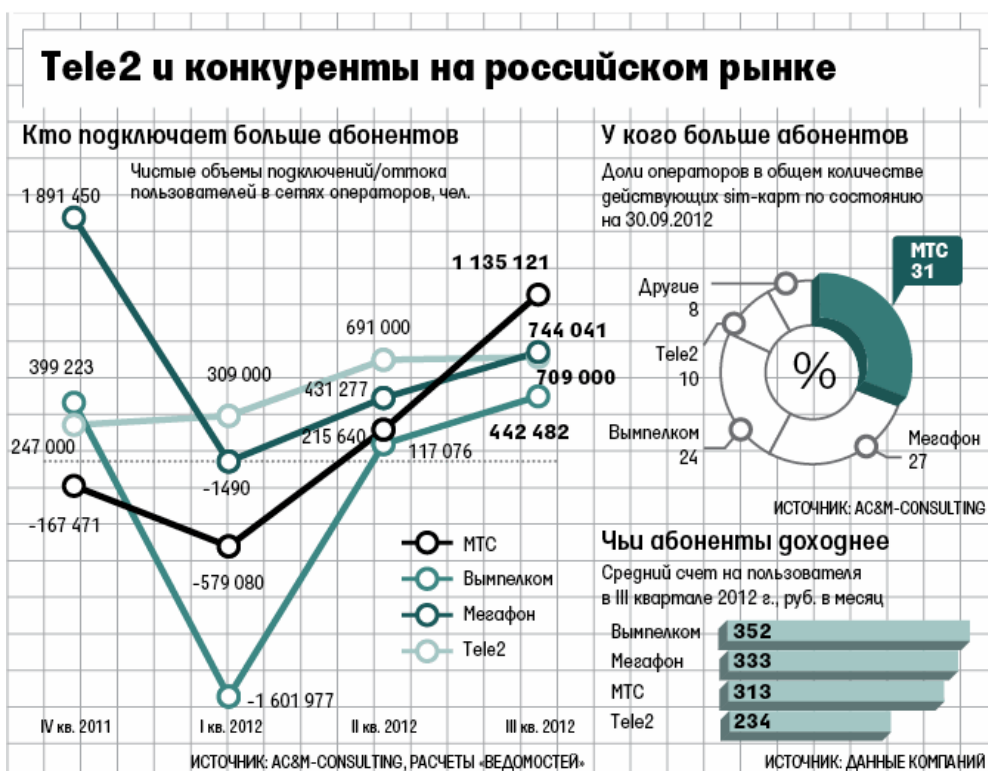 Tele2 и конкуренты на российском рынке
Кто подключает больше абонентов
Чистые объемы подключений/оттока
пользователей в сетях операторов, чел.
1 891 450
399 223
247 000
-167 471
309 000
-1490
-579 080
-1 601 977
691 000
431 277
215 640
117 076
1 135 121
744 041
709 000
442 482
МТС
Вымпелком
Мегафон
Tele2
IV кв. 2011
I кв. 2012
II кв. 2012
III кв. 2012
ИСТОЧНИК: AC&M-CONSULTING, РАСЧЕТЫ «ВЕДОМОСТЕЙ»
У кого больше абонентов
Доли операторов в общем количестве
действующих sim-карт по состоянию
на 30.09.2012
МТС
31
Другие
8
Tele2
10
Вымпелком
24
Мегафон
27
%
ИСТОЧНИК: AC&M-CONSULTING
Чьи абоненты доходнее
Средний счет на пользователя
в III квартале 2012 г., руб. в месяц
Вымпелком 352
Мегафон 333
МТС 313
Tele2 234
ИСТОЧНИК: ДАННЫЕ КОМПАНИЙ